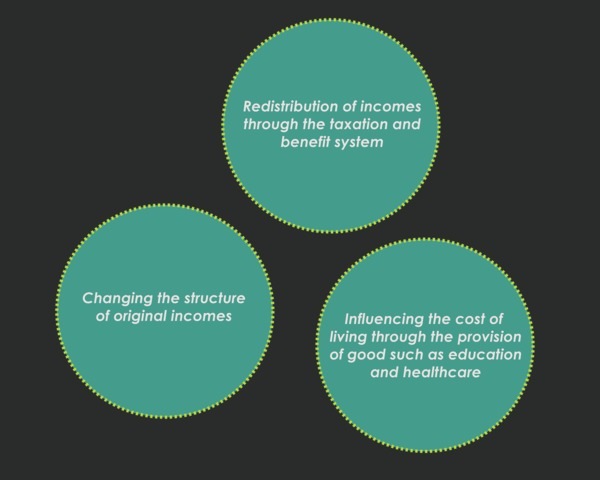 Redistribution of incomes
through the taxation and
benefit system
Changing the structure
of original incomes
Influencing the cost of
living through the provision
of good such as education
and healthcare